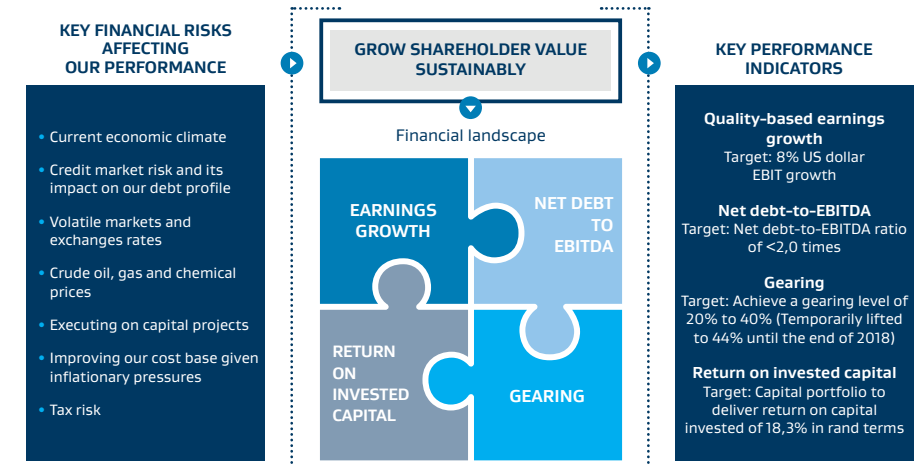 KEY FINANCIAL RISKS
AFFECTING
OUR PERFORMANCE
• Current economic climate
• Credit market risk and its
impact on our debt profile
• Volatile markets and
exchanges rates
• Crude oil, gas and chemical
prices
• Executing on capital projects
• Improving our cost base given
inflationary pressures
• Tax risk
GROW SHAREHOLDER VALUE
SUSTAINABLY
Financial landscape
EARNINGS
GROWTH
NET DEBT
TO
EBITDA
RETURN
ON
INVESTED
CAPITAL
GEARING
KEY PERFORMANCE
INDICATORS
Quality-based earnings
growth
Target: 8% US dollar
EBIT growth
Net debt-to-EBITDA
Target: Net debt-to-EBITDA ratio
of <2,0 times
Gearing
Target: Achieve a gearing level of
20% to 40% (Temporarily lifted
to 44% until the end of 2018)
Return on invested capital
Target: Capital portfolio to
deliver return on capital
invested of 18,3% in rand terms